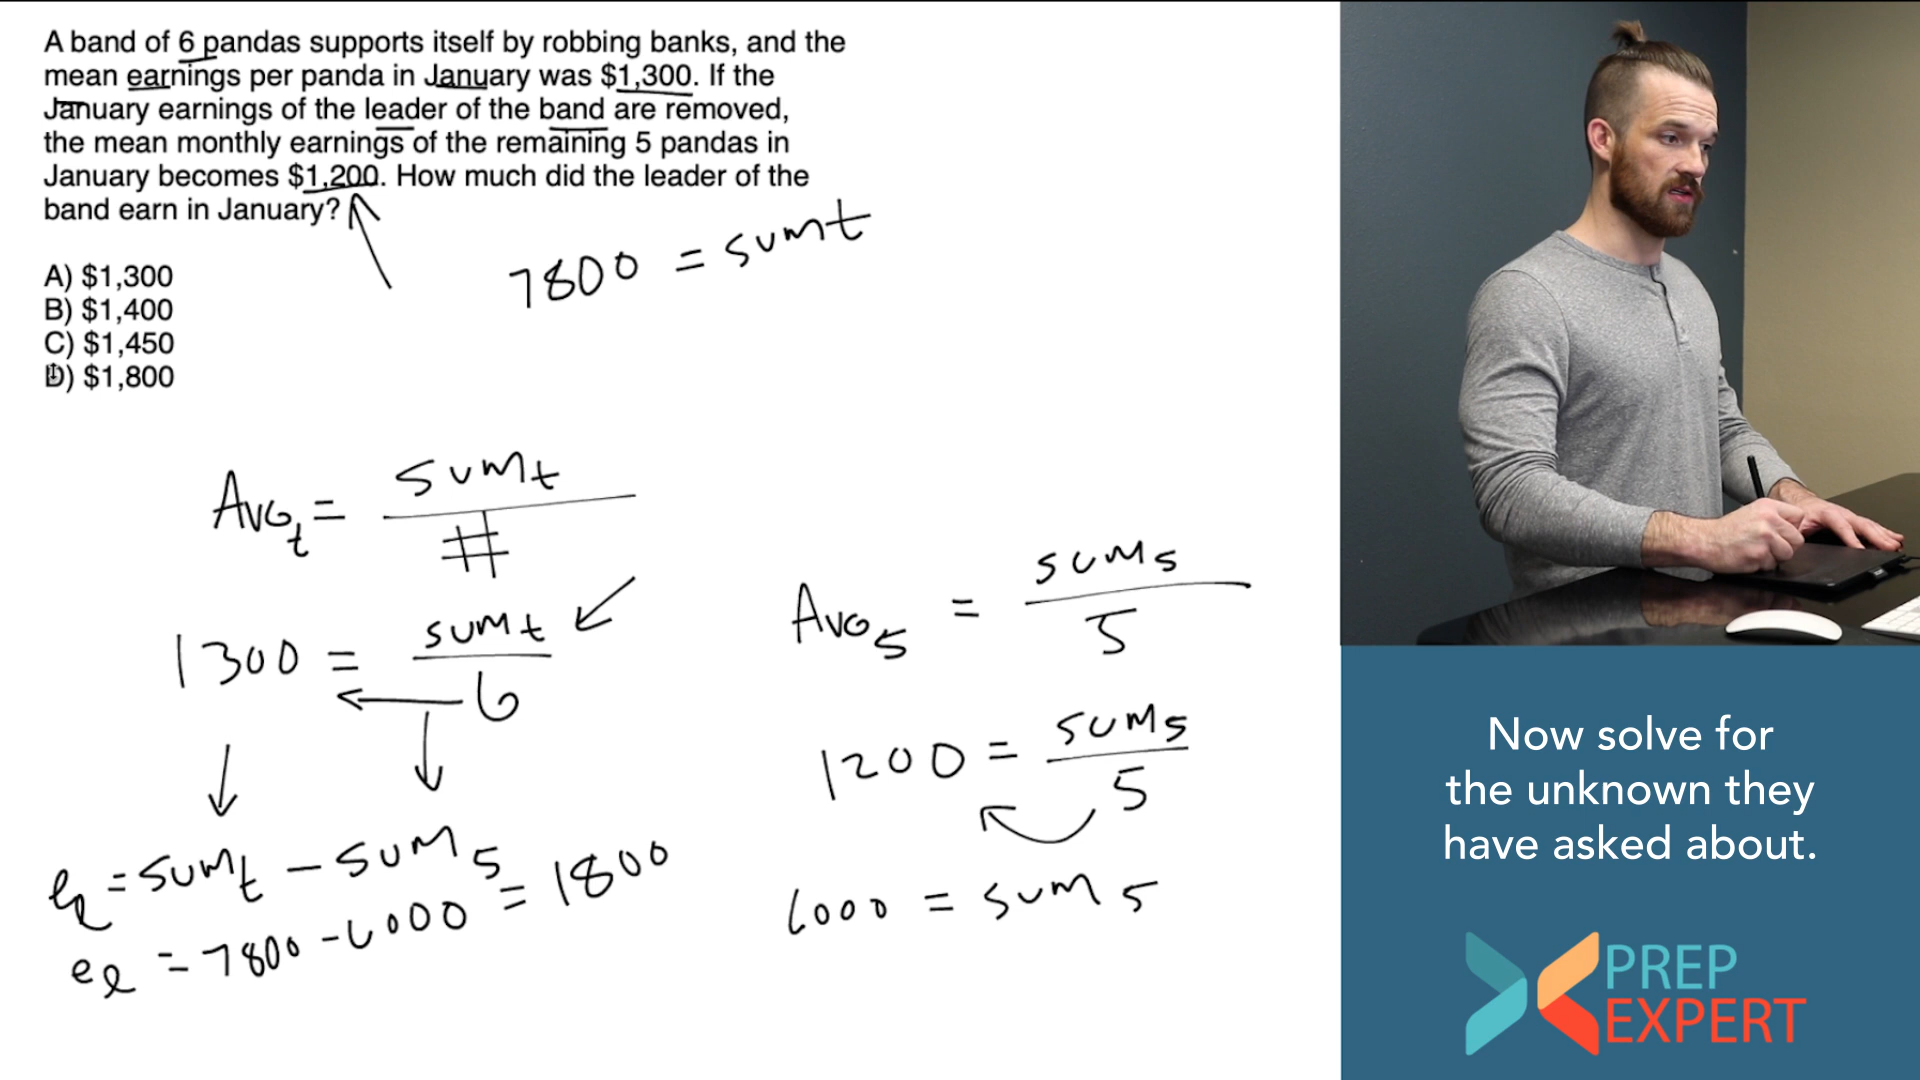 A band of 6 pandas supports itself by robbing banks, and the
mean earnings per panda in January was $1,300. If the
January earnings of the leader of the band are removed,
the mean monthly earnings of the remaining 5 pandas in
January becomes $1,200. How much did the leader of the
band earn in January?
7800 = sumt
A) $1,300
B) $1,400
C) $1,450
D) $1,800
Avgt = sumt
#
1300 = sumt
6
el = sumt - sum5
el = 7800 - 6000 = 1800
Avg5 = sum5
5
1200 = sum5
5
6000 = sum5
Now solve for
the unknown they
have asked about.
PREP
EXPERT